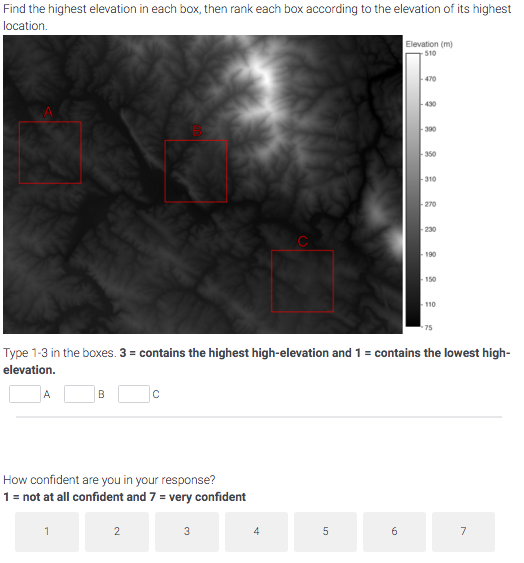 Find the highest elevation in each box, then rank each box according to the elevation of its highest
location.
Elevation (m)
510
470
430
390
350
310
270
230
190
150
110
75
A
B
C
Type 1-3 in the boxes. 3 = contains the highest high-elevation and 1 = contains the lowest high-
elevation.
A B C
How confident are you in your response?
1 = not at all confident and 7 = very confident
1 2 3 4 5 6 7